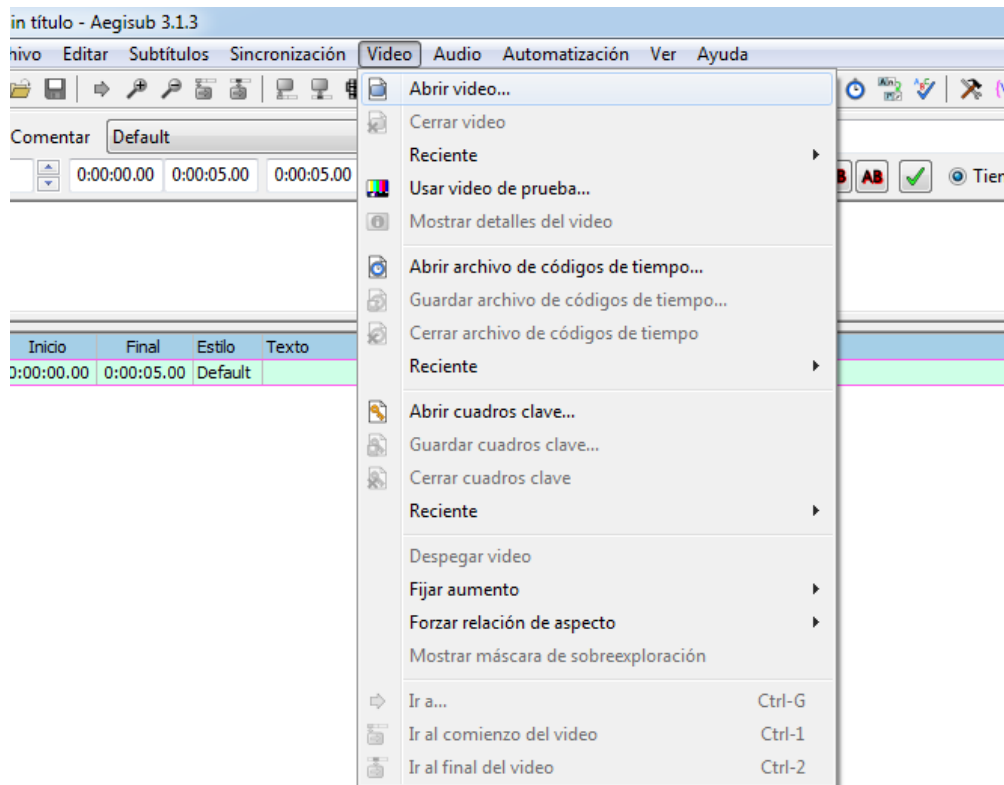 in título - Aegisub 3.1.3
hivo Editar Subtítulos Sincronización Video Audio Automatización Ver Ayuda
Abrir video...
Comentar Default
Cerrar video
Reciente
0:00:00.00 0:00:05.00 0:00:05.00
Usar video de prueba...
B AB Tier
Mostrar detalles del video
Abrir archivo de códigos de tiempo...
Guardar archivo de códigos de tiempo...
Cerrar archivo de códigos de tiempo
Inicio Final Estilo Texto
0:00:00.00 0:00:05.00 Default
Reciente
Abrir cuadros clave...
Guardar cuadros clave...
Cerrar cuadros clave
Reciente
Despegar video
Fijar aumento
Forzar relación de aspecto
Mostrar máscara de sobreexploración
Ir a... Ctrl-G
Ir al comienzo del video Ctrl-1
Ir al final del video Ctrl-2